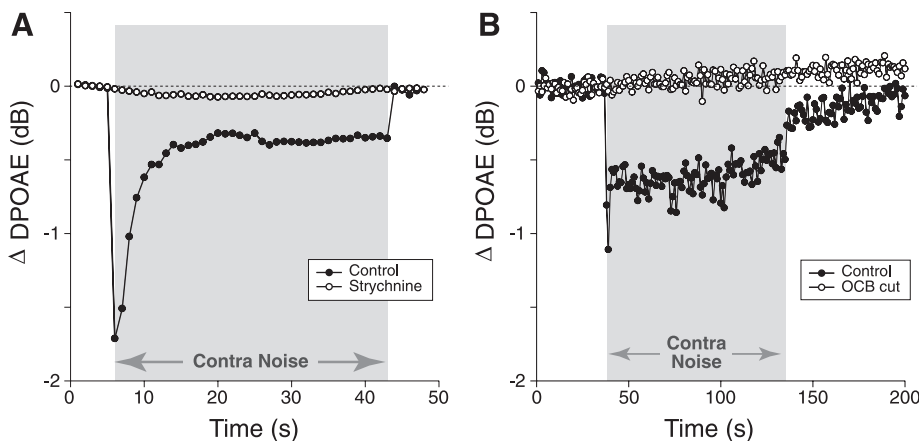 A
0
-1
-2
Δ DPOAE (dB)
Control
Strychnine
Contra Noise
0 10 20 30 40 50
Time (s)
B
0
-1
-2
Δ DPOAE (dB)
Control
OCB cut
Contra
Noise
0 50 100 150 200
Time (s)